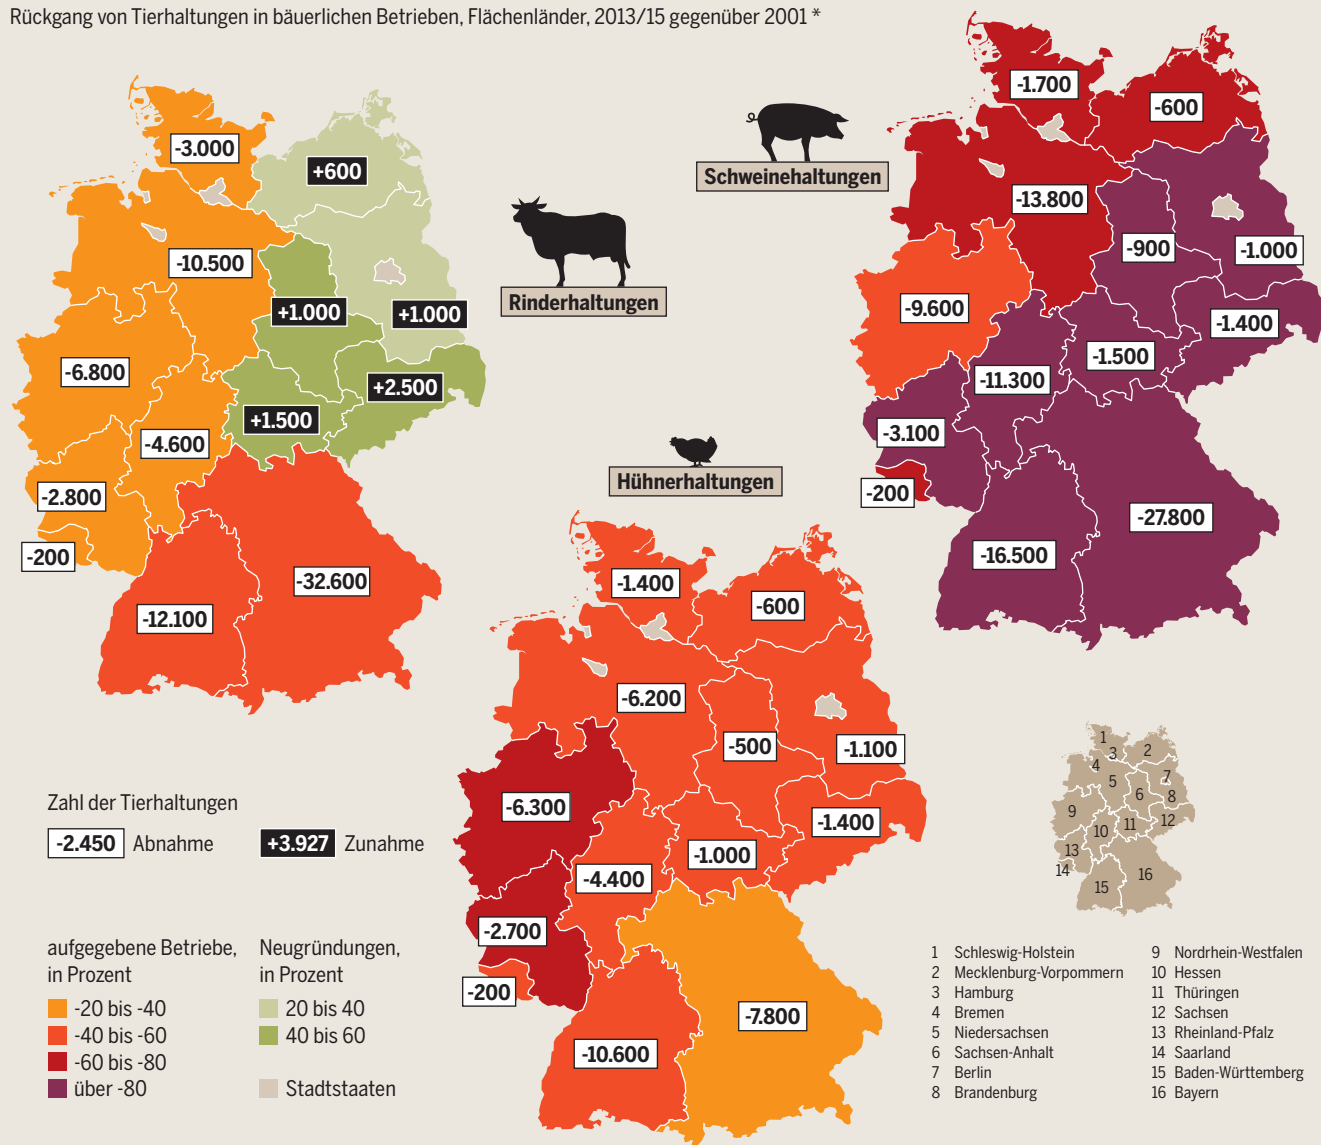 Rückgang von Tierhaltungen in bäuerlichen Betrieben, Flächenländer, 2013/15 gegenüber 2001 *
Rinderhaltungen
-3.000
+600
-10.500
+1.000
+1.000
-6.800
+2.500
+1.500
-4.600
-2.800
-200
-32.600
-12.100
Schweinehaltungen
-1.700
-600
-13.800
-900
-1.000
-9.600
-1.400
-1.500
-11.300
-3.100
-200
-27.800
-16.500
Hühnerhaltungen
-1.400
-600
-6.200
-500
-1.100
-6.300
-1.400
-1.000
-4.400
-2.700
-200
-7.800
-10.600
Zahl der Tierhaltungen
-2.450 Abnahme
+3.927 Zunahme
aufgegebene Betriebe,
in Prozent
-20 bis -40
-40 bis -60
-60 bis -80
über -80
Neugründungen,
in Prozent
20 bis 40
40 bis 60
Stadtstaaten
1
2
3
4
5
6
7
8
9
10
11
12
13
14
15
16
1 Schleswig-Holstein
2 Mecklenburg-Vorpommern
3 Hamburg
4 Bremen
5 Niedersachsen
6 Sachsen-Anhalt
7 Berlin
8 Brandenburg
9 Nordrhein-Westfalen
10 Hessen
11 Thüringen
12 Sachsen
13 Rheinland-Pfalz
14 Saarland
15 Baden-Württemberg
16 Bayern